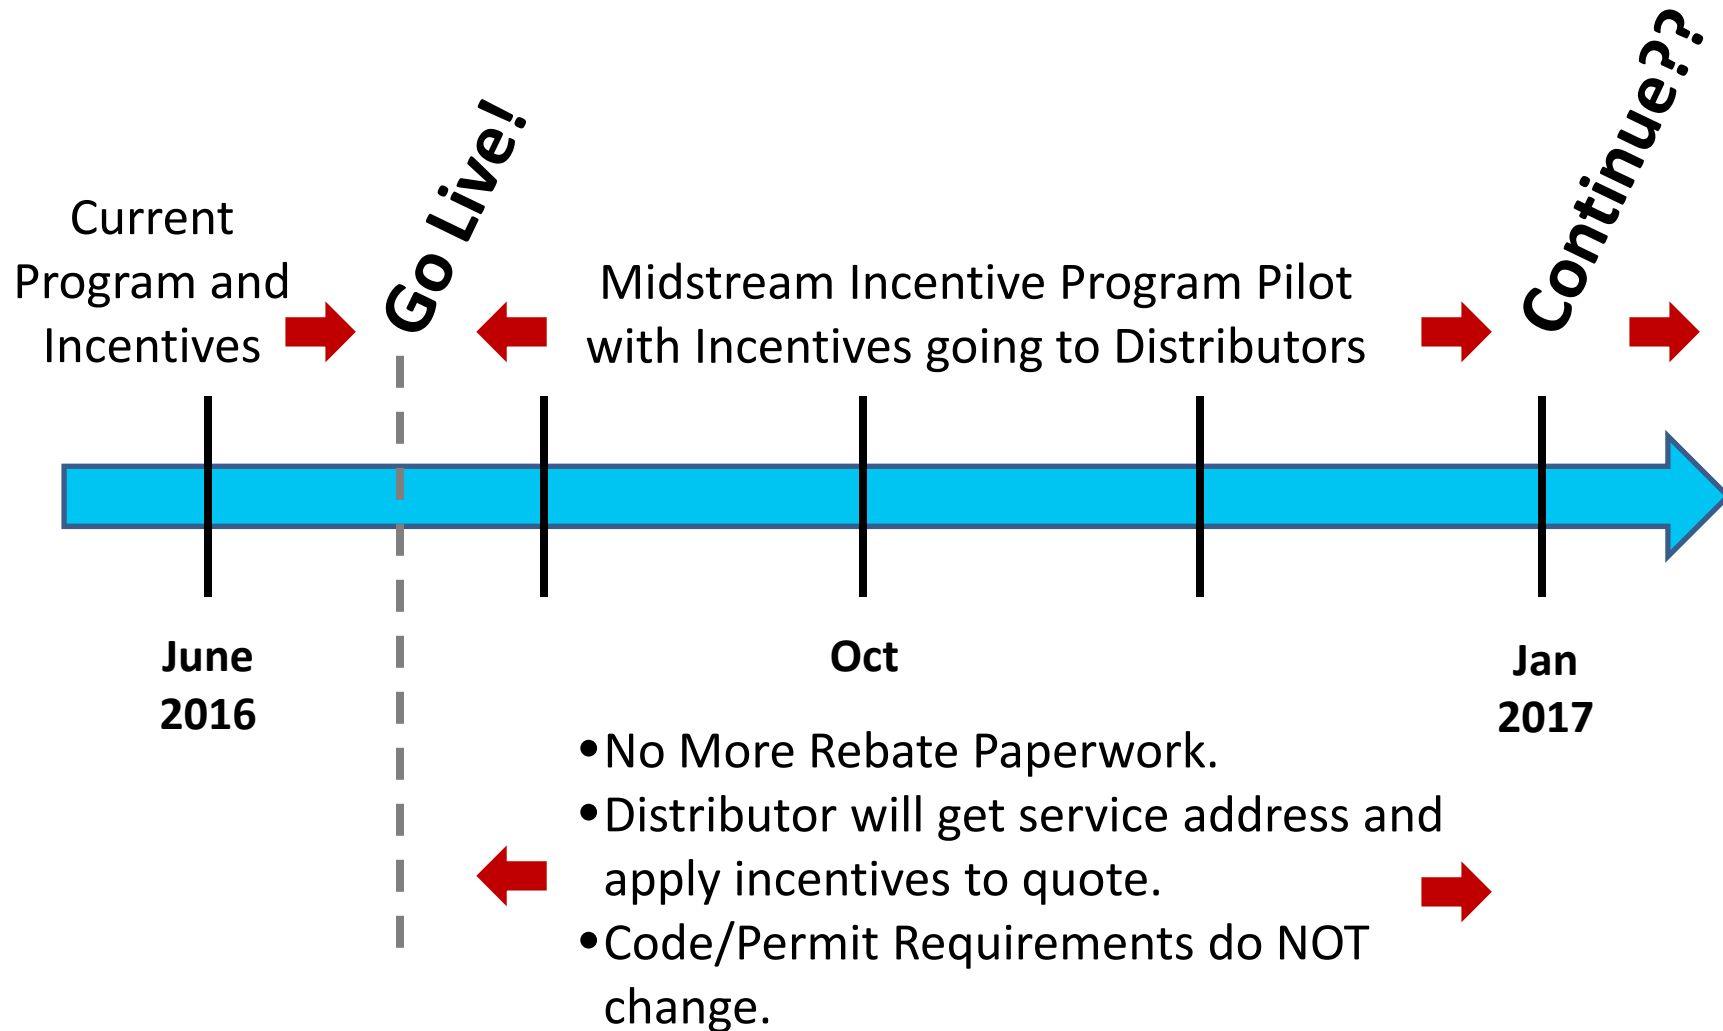 Current
Program and
Incentives
Go Live!
Midstream Incentive Program Pilot
with Incentives going to Distributors
Continue??
June
2016
Oct
Jan
2017
•No More Rebate Paperwork.
•Distributor will get service address and
apply incentives to quote.
•Code/Permit Requirements do NOT
change.